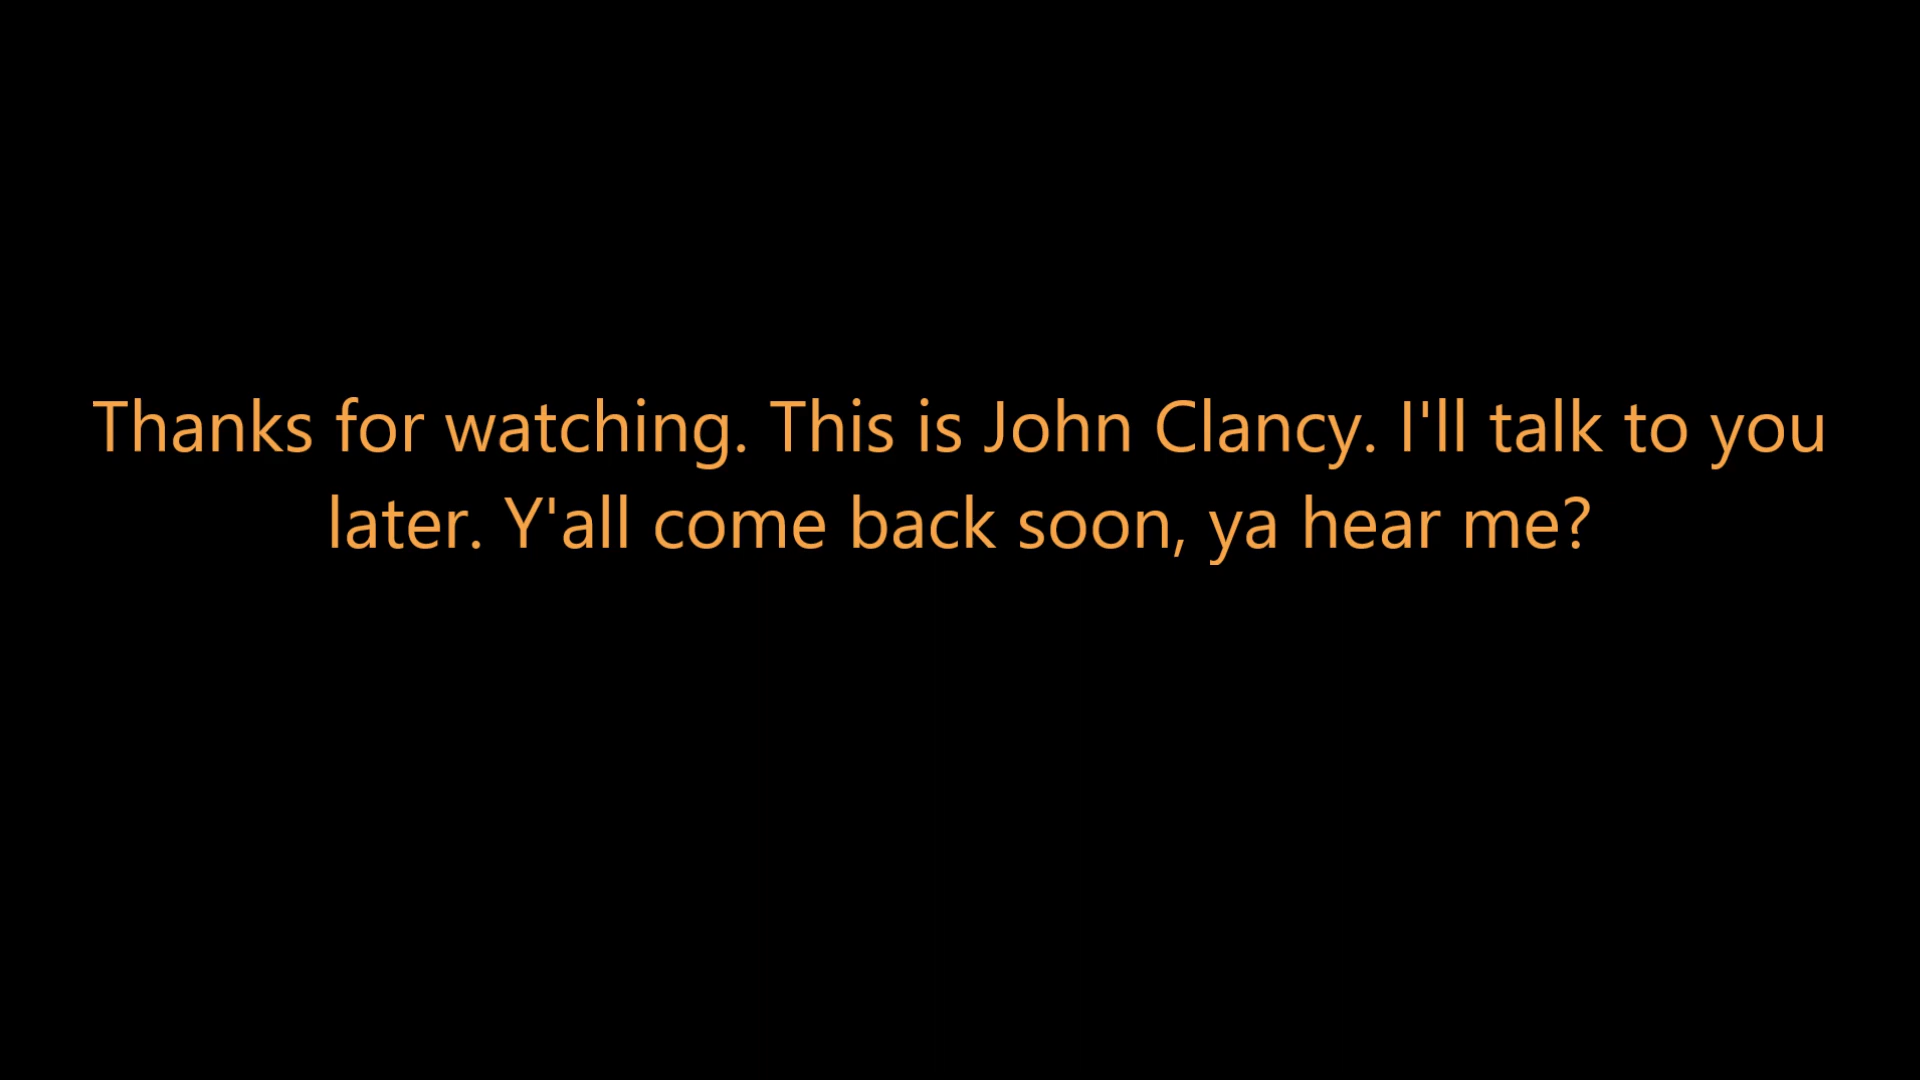 Thanks for watching. This is John Clancy. I'll talk to you
later. Y'all come back soon, ya hear me?